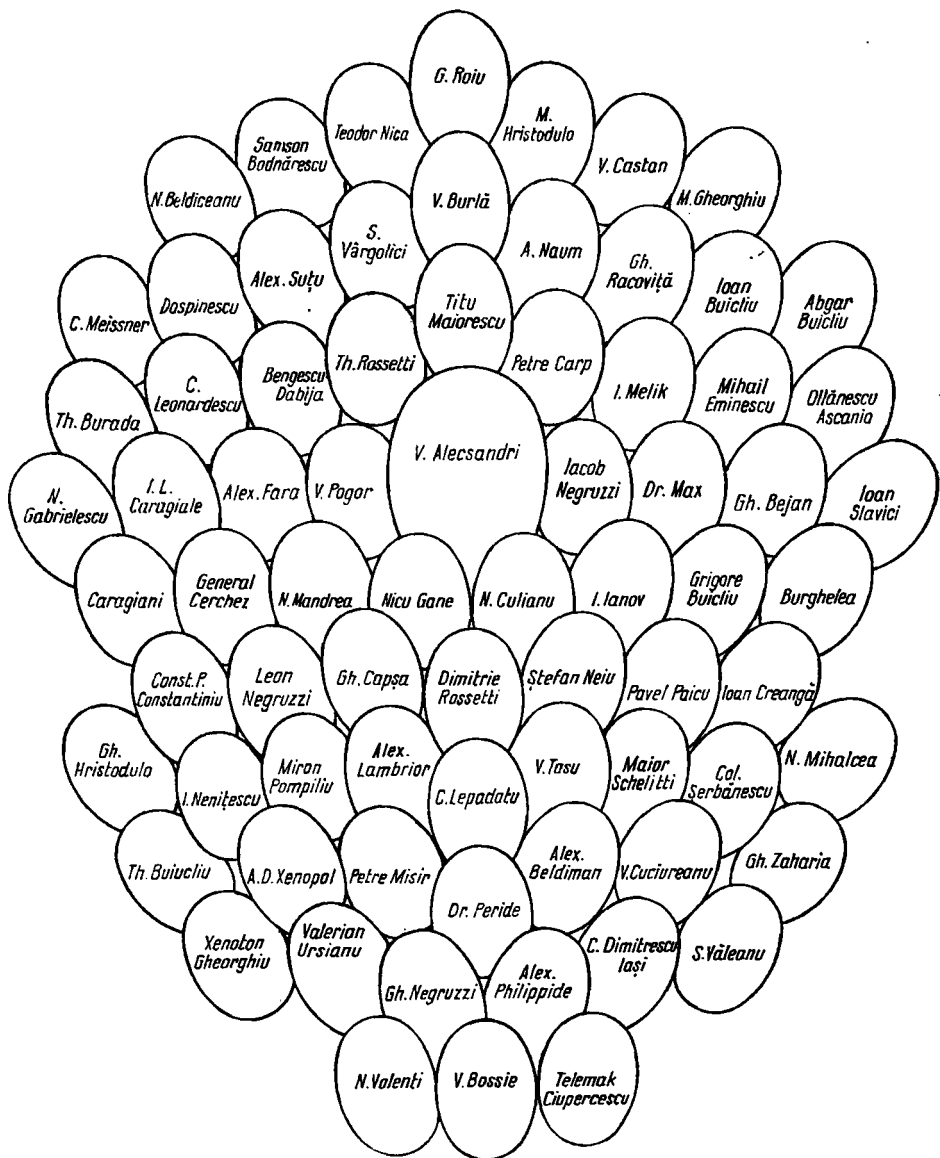 G. Roiu
Teodor Nica
M.
Hristodulo
Samson
Bodnărescu
V. Castan
N. Beldiceanu
V. Burlă
M. Gheorghiu
S.
Vârgolici
A. Naum
Alex. Suțu
Gh.
Racoviță
Ioan
Buicliu
Dospinescu
C. Meissner
Titu
Maiorescu
Abgar
Buicliu
Th. Rossetti
Petre Carp
C.
Leonardescu
Bengescu-
Dabija
I. Melik
Mihail
Eminescu
Ollănescu
Ascanio
Th. Burada
V. Alecsandri
N.
Gabrielescu
I. L.
Caragiale
Alex. Fara
V. Pogor
Iacob
Negruzzi
Dr. Max
Gh. Bejan
Ioan
Slavici
Caragiani
General
Cerchez
N. Mandrea
Nicu Gane
N. Culianu
I. Ianov
Grigore
Buicliu
Burghelea
Const. P.
Constantiniu
Leon
Negruzzi
Gh. Capșa
Dimitrie
Rossetti
Ștefan Neiu
Pavel Paicu
Ioan Creangă
Gh.
Hristodulo
I. Nenițescu
Miron
Pompiliu
Alex.
Lambrior
C. Lepadatu
V. Tasu
Maior
Schelitti
Col.
Șerbănescu
N. Mihalcea
Th. Buiucliu
A. D. Xenopol
Petre Misir
Alex.
Beldiman
V. Cuciureanu
Gh. Zaharia
Xenoton
Gheorghiu
Valerian
Ursianu
Dr. Peride
C. Dimitrescu
Iași
S. Văleanu
Gh. Negruzzi
Alex.
Philippide
N. Valenti
V. Bossie
Telemak
Ciupercescu